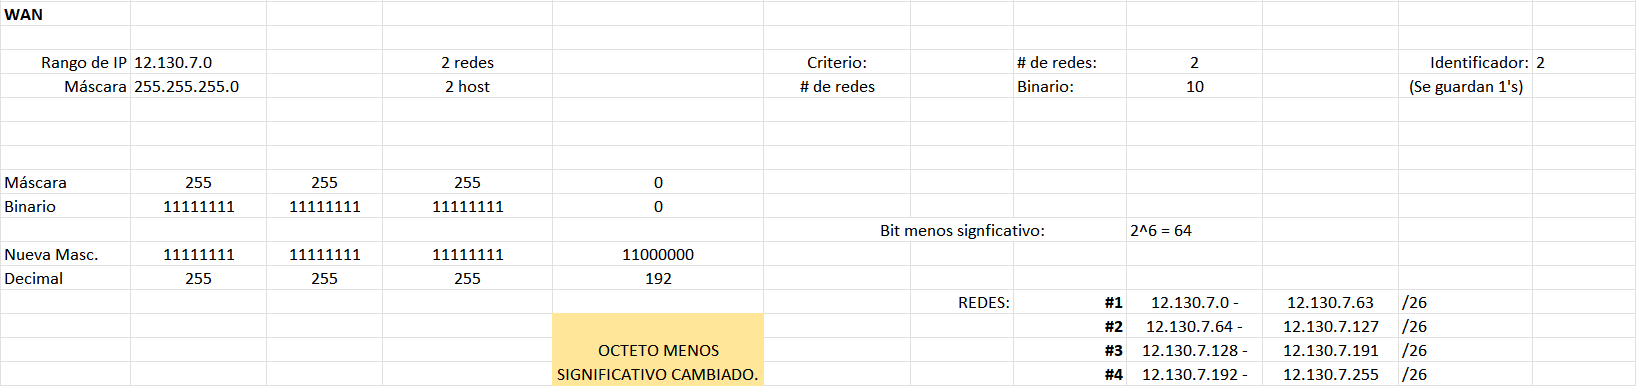 WAN
Rango de IP 12.130.7.0 2 redes Criterio: # de redes: 2 Identificador: 2
Máscara 255.255.255.0 2 host # de redes Binario: 10 (Se guardan 1's)
Máscara 255 255 255 0
Binario 11111111 11111111 11111111 0
Bit menos signficativo: 2^6 = 64
Nueva Masc. 11111111 11111111 11111111 11000000
Decimal 255 255 255 192
REDES: #1 12.130.7.0 - 12.130.7.63 /26
#2 12.130.7.64 - 12.130.7.127 /26
OCTETO MENOS #3 12.130.7.128 - 12.130.7.191 /26
SIGNIFICATIVO CAMBIADO. #4 12.130.7.192 - 12.130.7.255 /26